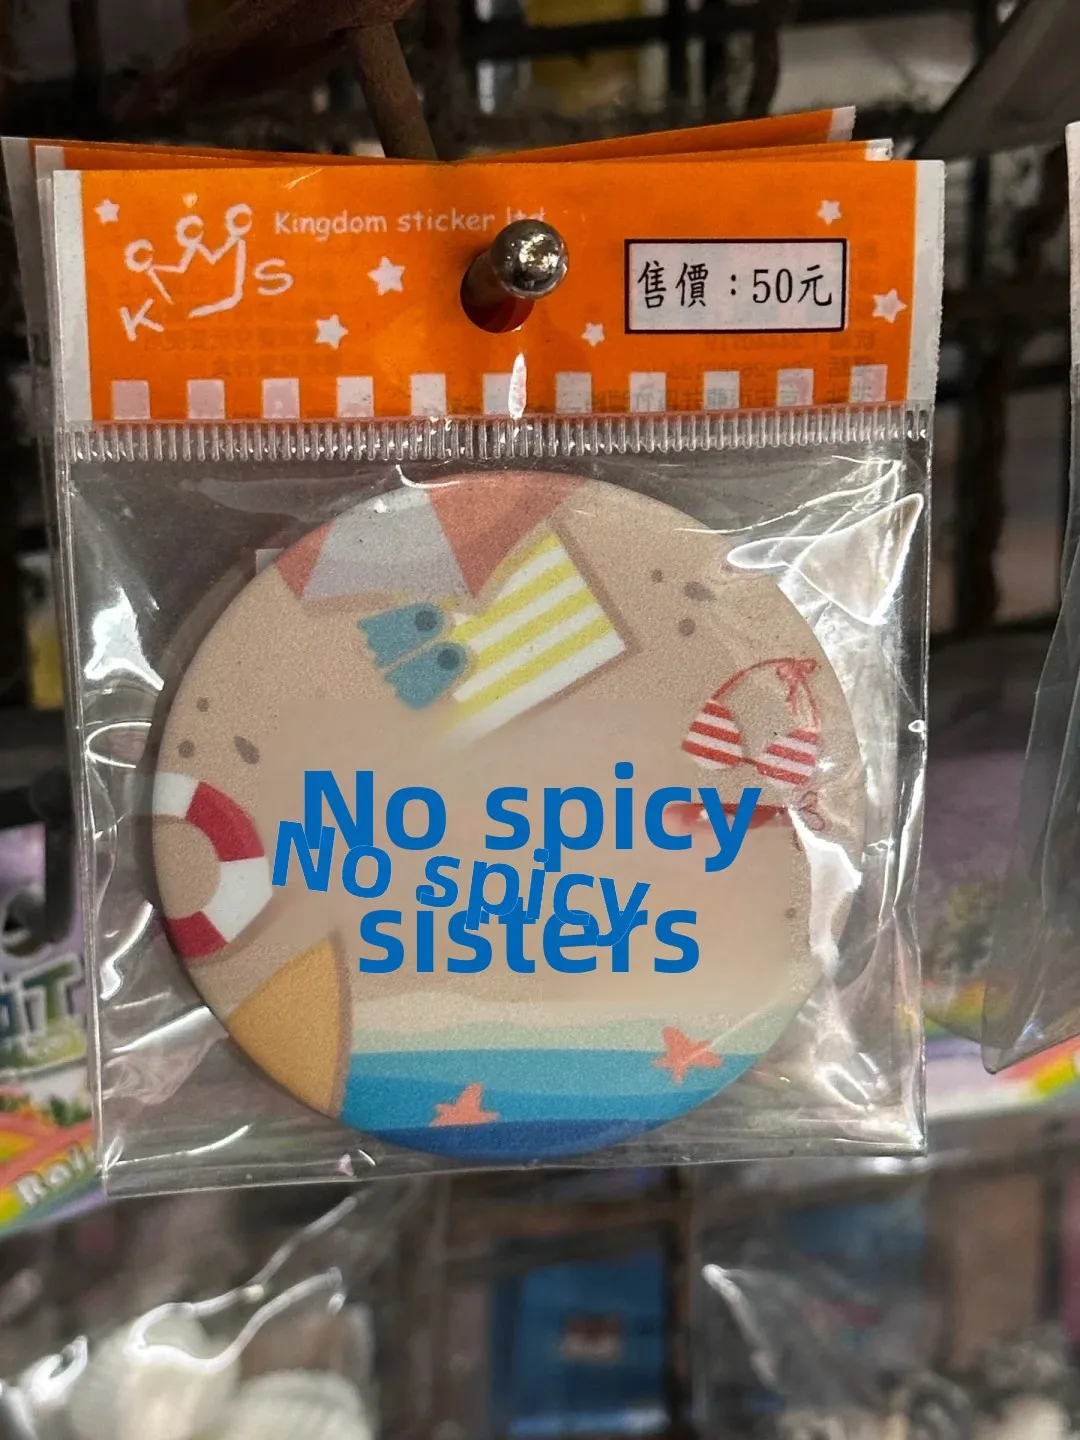 Kingdom sticker ltd
K S
售價：50元
No spicy
No spicy
sisters